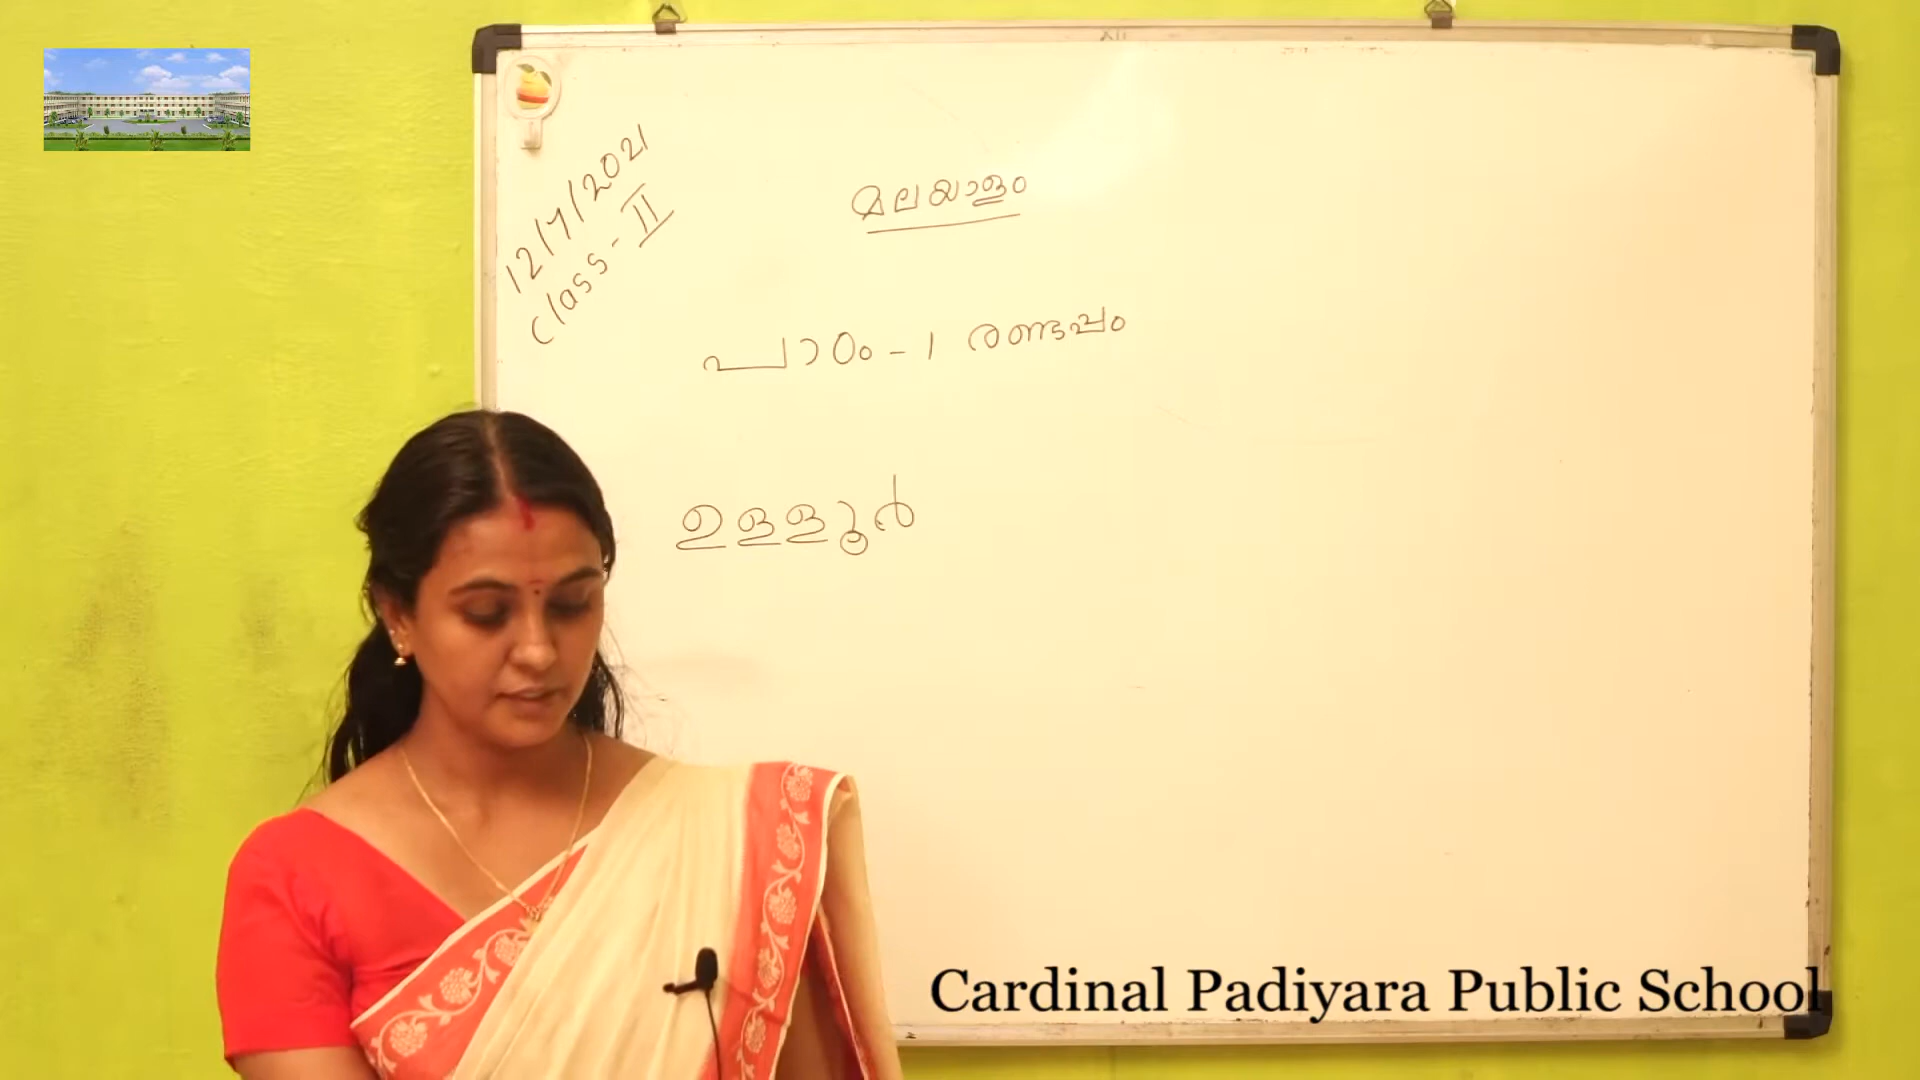 12/7/2021
Class - II
മലയാളം
പാഠം - 1 രണ്ടപ്പം
ഉള്ളൂർ
Cardinal Padiyara Public School